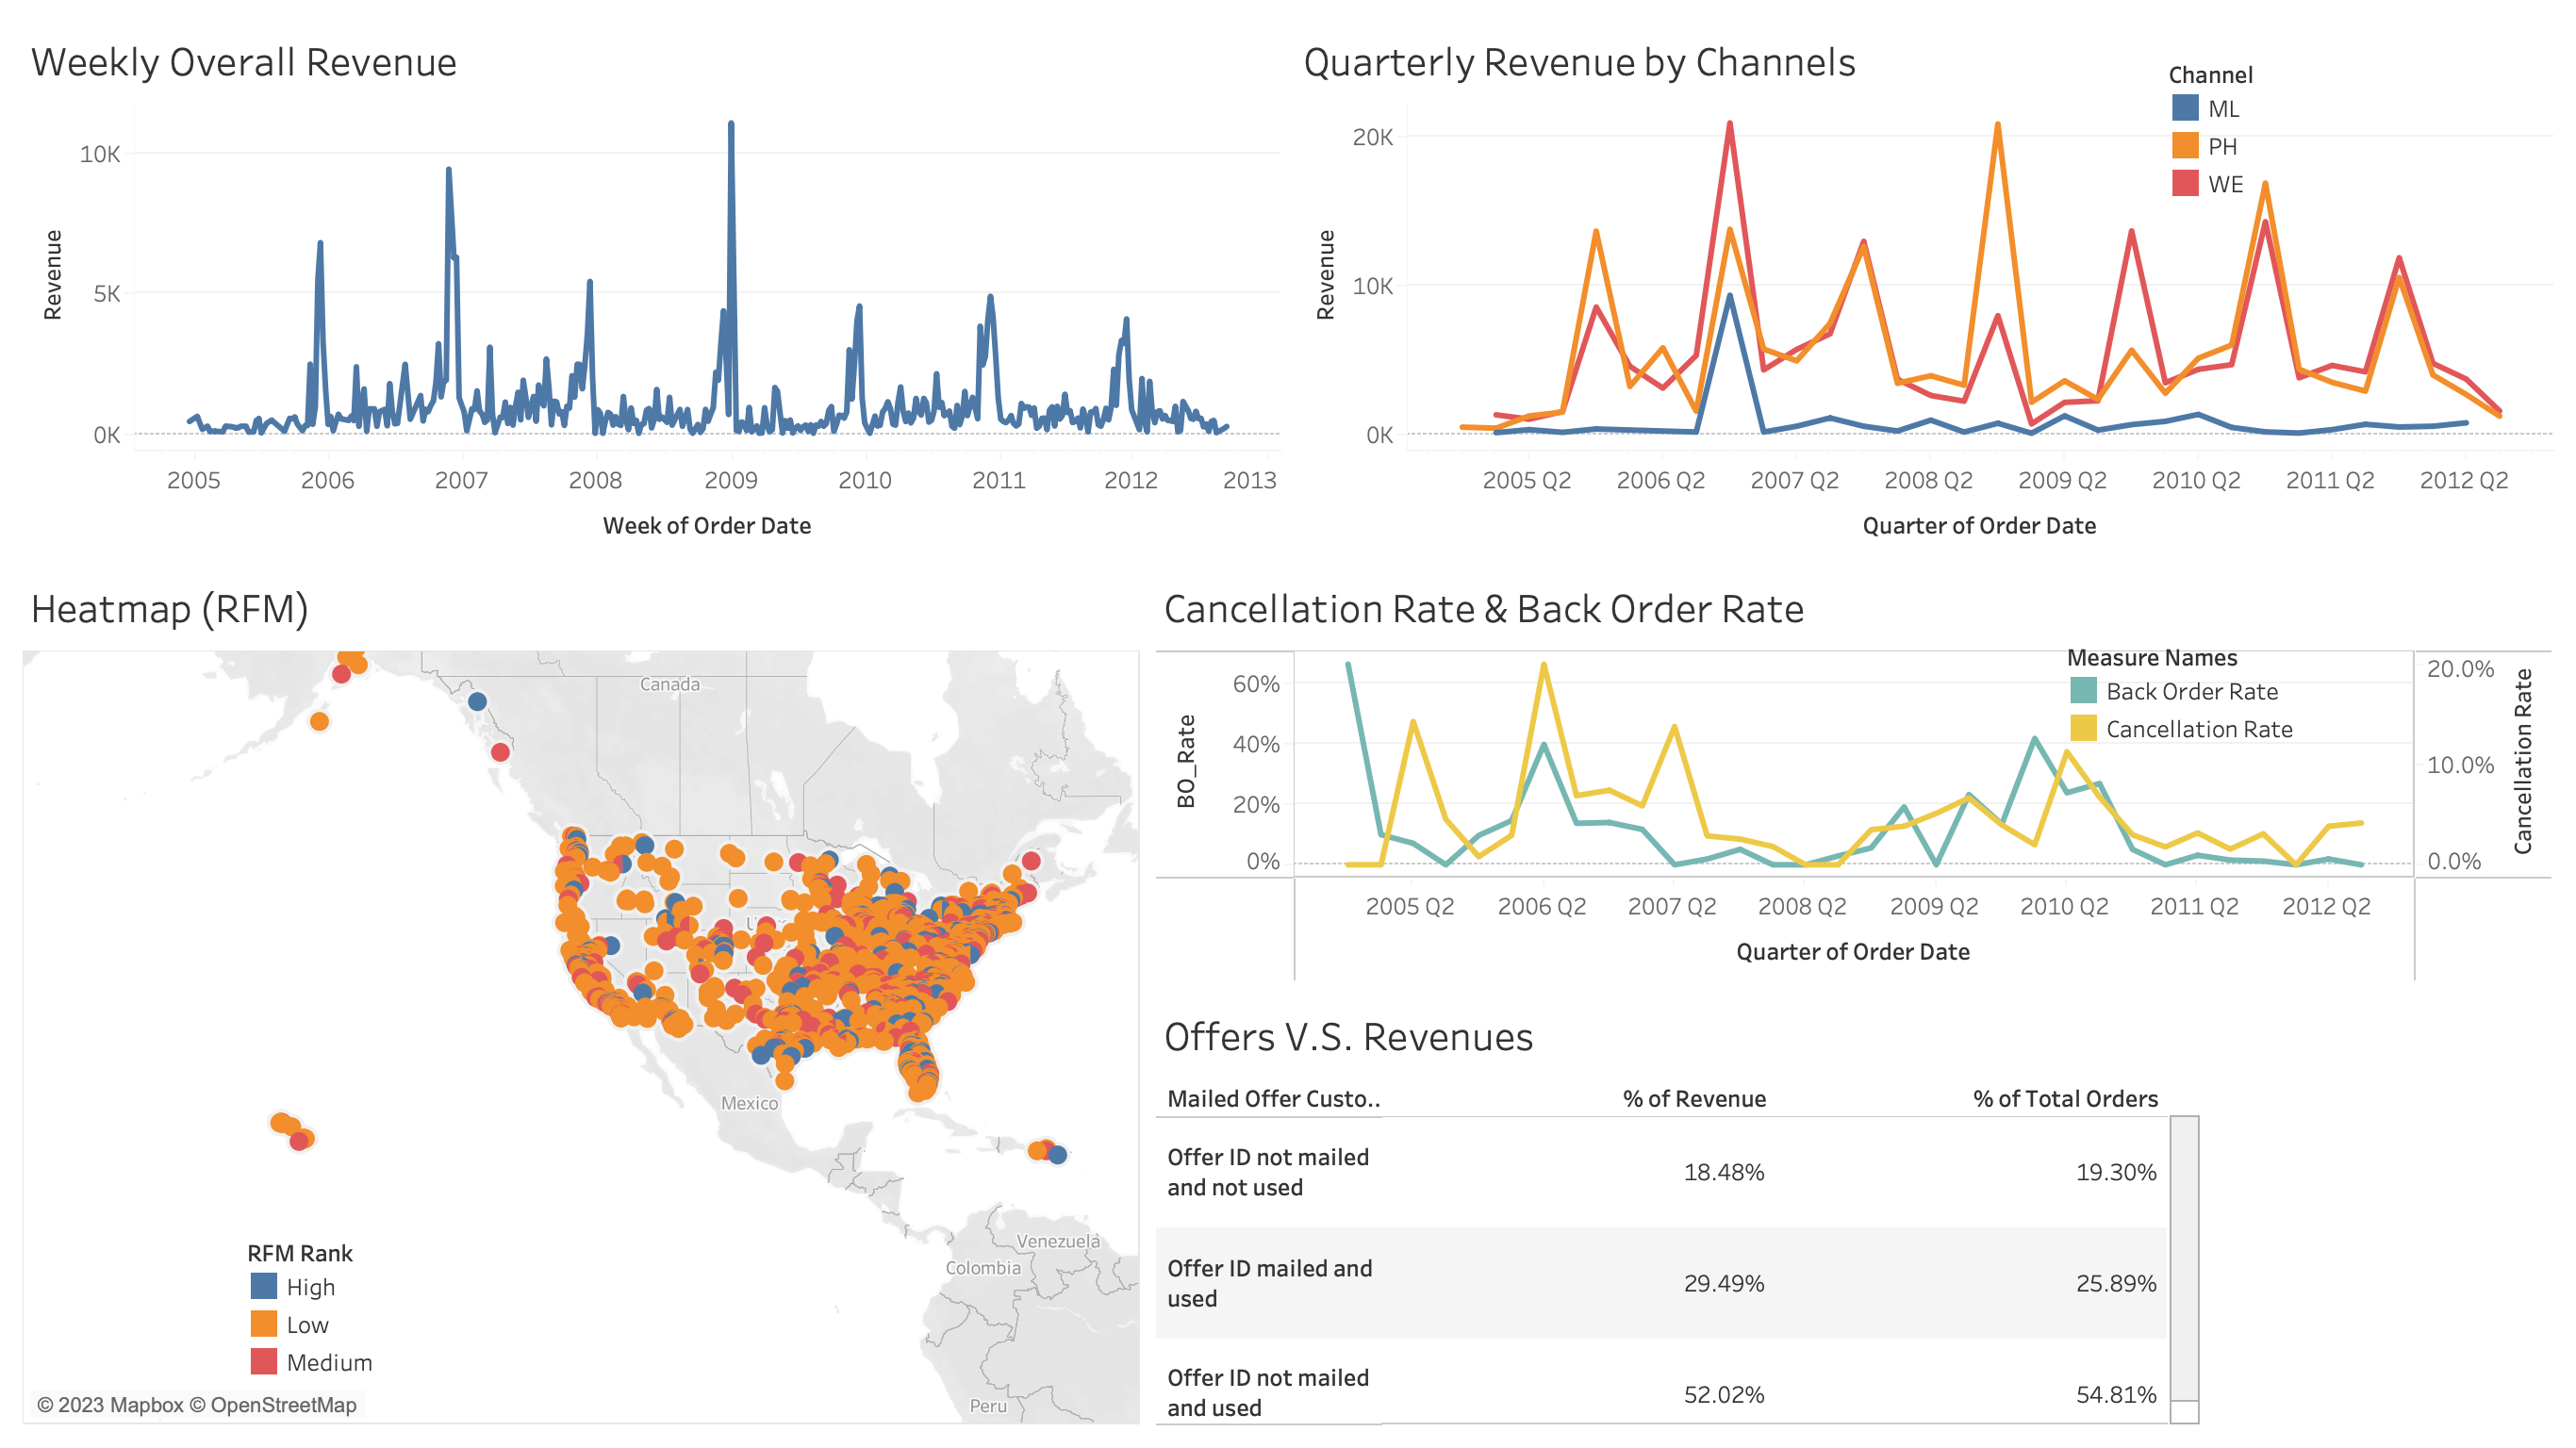 Weekly Overall Revenue
Revenue
10K
5K
0K
2005 2006 2007 2008 2009 2010 2011 2012 2013
Week of Order Date
Quarterly Revenue by Channels
Channel
ML
PH
WE
Revenue
20K
10K
0K
2005 Q2 2006 Q2 2007 Q2 2008 Q2 2009 Q2 2010 Q2 2011 Q2 2012 Q2
Quarter of Order Date
Heatmap (RFM)
Canada
Mexico
Venezuela
Colombia
Peru
RFM Rank
High
Low
Medium
© 2023 Mapbox © OpenStreetMap
Cancellation Rate & Back Order Rate
Measure Names
Back Order Rate
Cancellation Rate
BO_Rate
60%
40%
20%
0%
20.0%
10.0%
0.0%
Cancellation Rate
2005 Q2 2006 Q2 2007 Q2 2008 Q2 2009 Q2 2010 Q2 2011 Q2 2012 Q2
Quarter of Order Date
Offers V.S. Revenues
Mailed Offer Custo.. % of Revenue % of Total Orders
Offer ID not mailed
and not used 18.48% 19.30%
Offer ID mailed and
used 29.49% 25.89%
Offer ID not mailed
and used 52.02% 54.81%